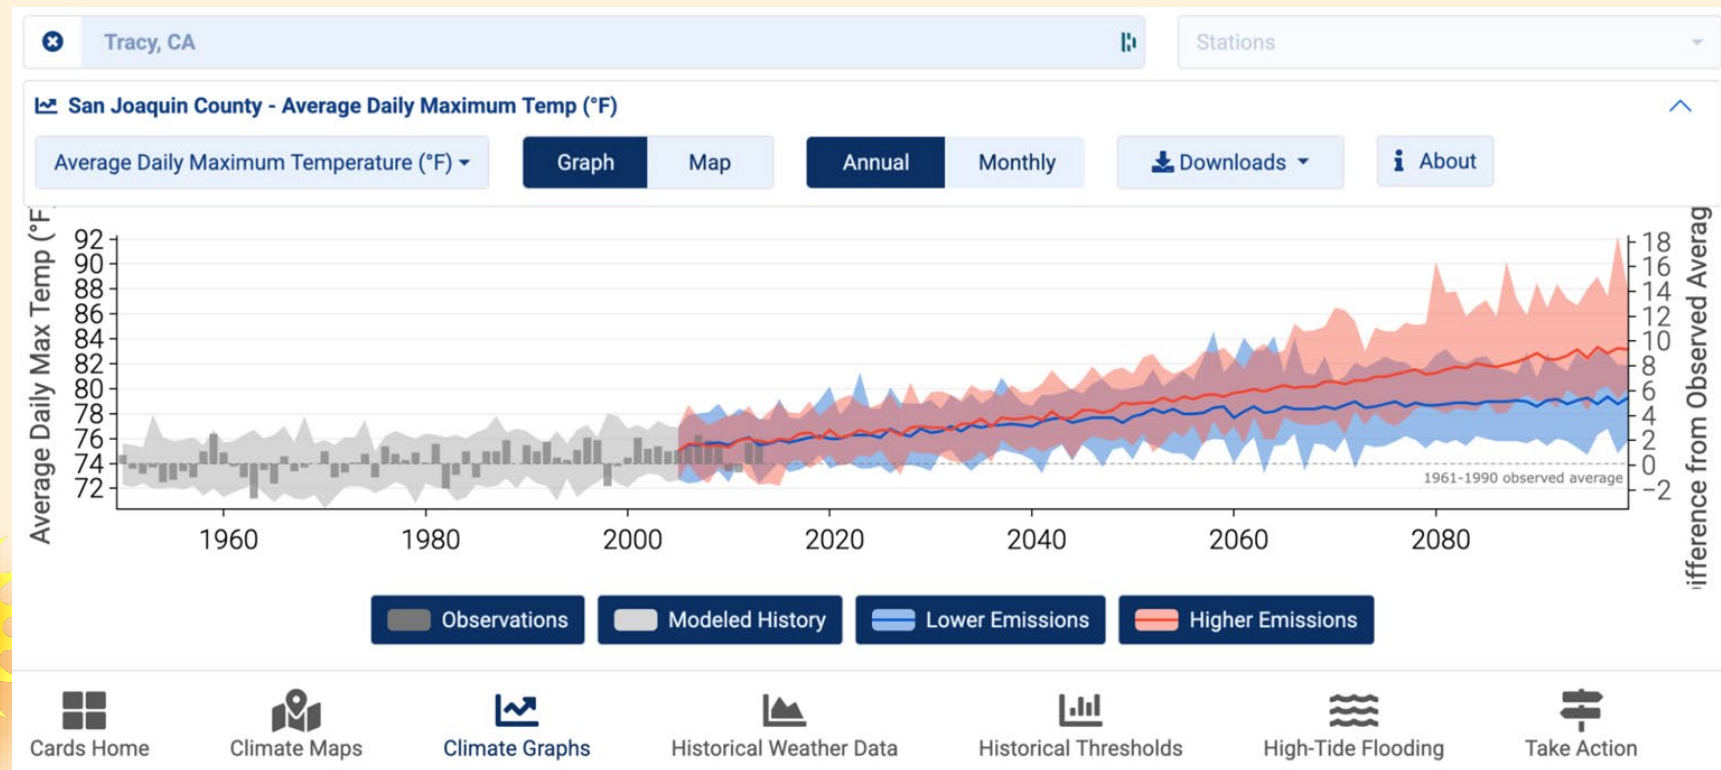 Tracy, CA
Stations
San Joaquin County - Average Daily Maximum Temp (°F)
Average Daily Maximum Temperature (°F)
Graph
Map
Annual
Monthly
Downloads
About
Average Daily Max Temp (°F)
92
90
88
86
84
82
80
78
76
74
72
18
16
14
12
10
8
6
4
2
0
−2
ifference from Observed Averag
1961-1990 observed average
1960
1980
2000
2020
2040
2060
2080
Observations
Modeled History
Lower Emissions
Higher Emissions
Cards Home
Climate Maps
Climate Graphs
Historical Weather Data
Historical Thresholds
High-Tide Flooding
Take Action